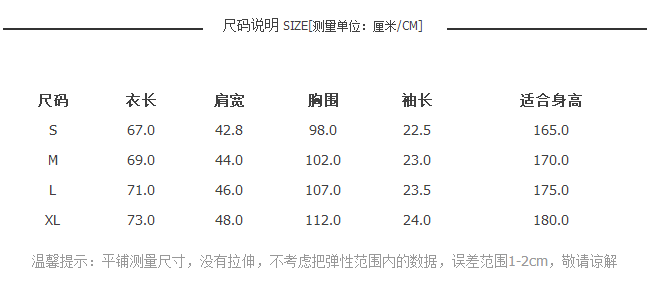 尺码说明 SIZE[测量单位：厘米/CM]
尺码 衣长 肩宽 胸围 袖长 适合身高
S 67.0 42.8 98.0 22.5 165.0
M 69.0 44.0 102.0 23.0 170.0
L 71.0 46.0 107.0 23.5 175.0
XL 73.0 48.0 112.0 24.0 180.0
温馨提示：平铺测量尺寸，没有拉伸，不考虑把弹性范围内的数据，误差范围1-2cm，敬请谅解